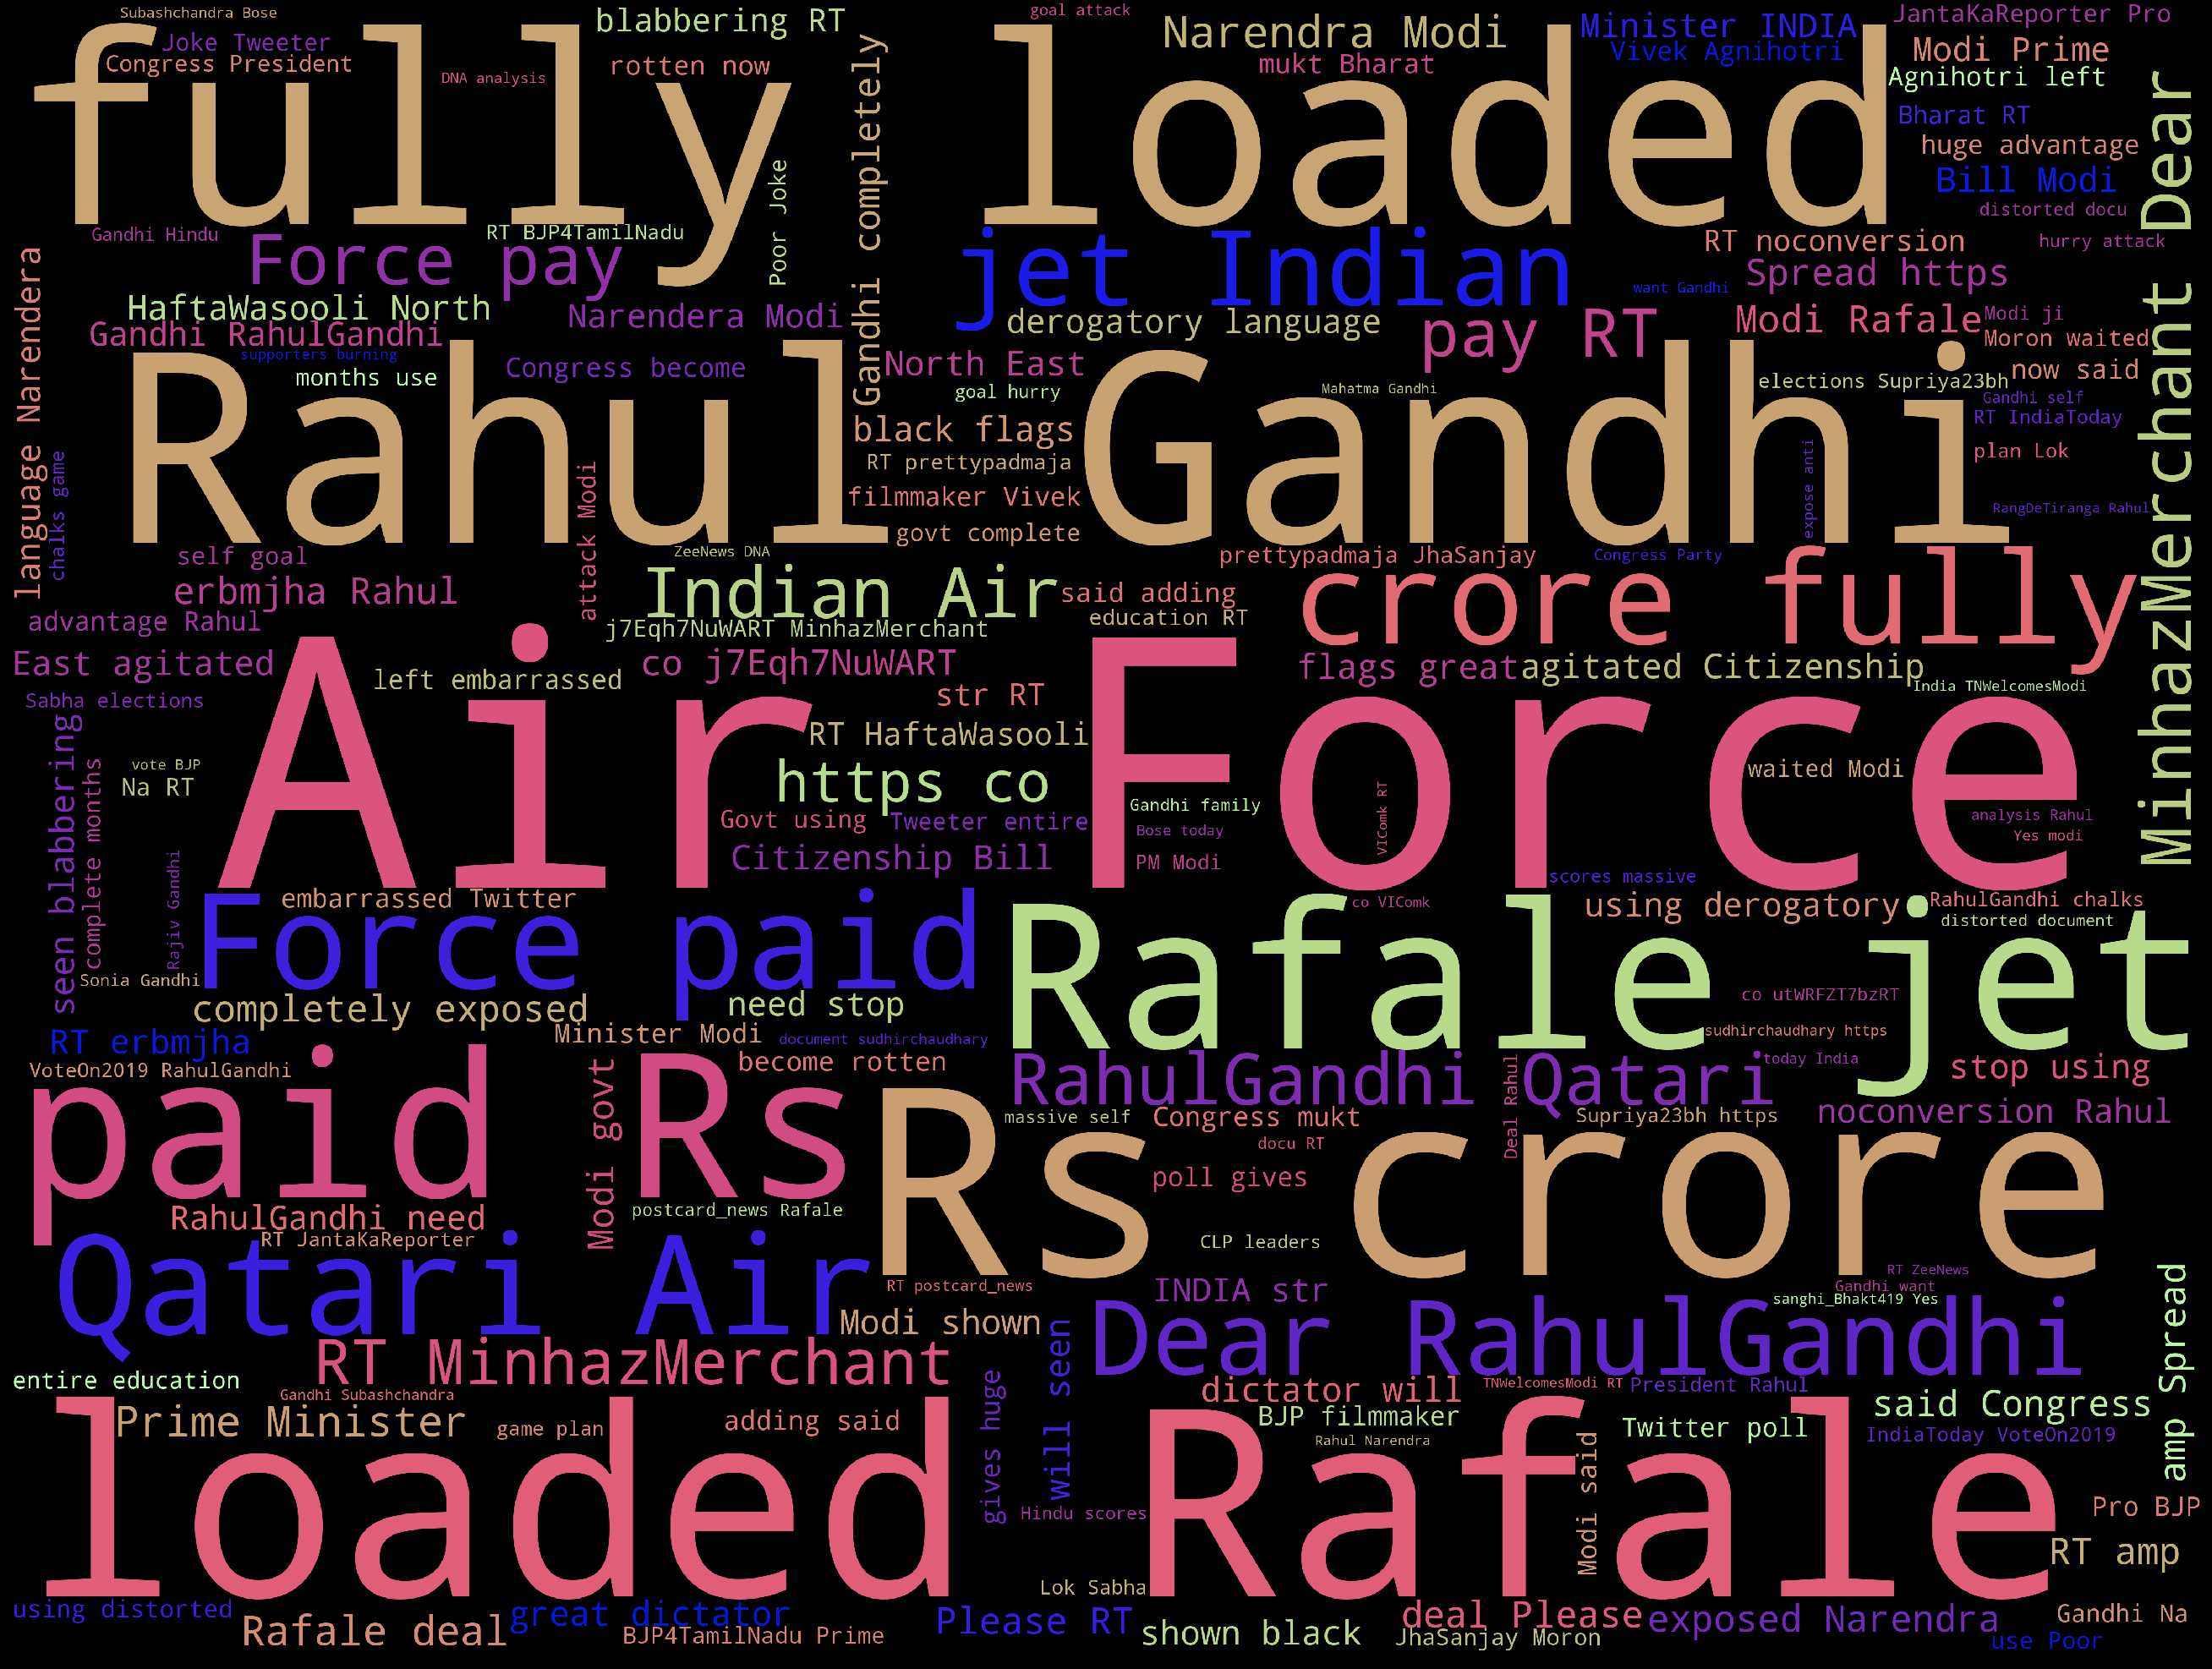 Subashchandra Bose
blabbering RT
goal attack
Narendra Modi
Minister INDIA
JantaKaReporter Pro
Joke Tweeter
Congress President
DNA analysis
rotten now
fully
loaded
mukt Bharat
Vivek Agnihotri
Modi Prime
Agnihotri left
Bharat RT
huge advantage
Bill Modi
distorted docu
hurry attack
MinhazMerchant Dear
Gandhi completely
Poor Joke
Gandhi Hindu
RT BJP4TamilNadu
Force pay
jet Indian
RT noconversion
Spread https
want Gandhi
HaftaWasooli North
Narendera Modi
derogatory language
pay RT
Modi Rafale
Modi ji
Moron waited
Gandhi RahulGandhi
supporters burning
months use
Congress become
North East
goal hurry
Mahatma Gandhi
elections Supriya23bh
now said
Gandhi self
RT IndiaToday
language Narendera
chalks game
Rahul
Gandhi
black flags
RT prettypadmaja
filmmaker Vivek
govt complete
plan Lok
expose anti
RangDeTiranga Rahul
attack Modi
self goal
ZeeNews DNA
prettypadmaja JhaSanjay
Congress Party
erbmjha Rahul
Indian Air
said adding
crore fully
advantage Rahul
j7Eqh7NuWART MinhazMerchant
education RT
East agitated
left embarrassed
co j7Eqh7NuWART
flags great
agitated Citizenship
India TNWelcomesModi
Sabha elections
str RT
Air
Force
RT HaftaWasooli
seen blabbering
complete months
vote BJP
Na RT
https co
waited Modi
Gandhi family
VIComk RT
Govt using
Tweeter entire
Bose today
analysis Rahul
Yes modi
Citizenship Bill
PM Modi
Rajiv Gandhi
scores massive
embarrassed Twitter
co VIComk
using derogatory
RahulGandhi chalks
distorted document
Force paid
Rafale jet
Sonia Gandhi
completely exposed
need stop
co utWRFZT7bzRT
RT erbmjha
Minister Modi
document sudhirchaudhary
sudhirchaudhary https
VoteOn2019 RahulGandhi
become rotten
RahulGandhi Qatari
today India
stop using
Modi govt
Deal Rahul
paid Rs
massive self
Congress mukt
Supriya23bh https
noconversion Rahul
docu RT
Rs crore
poll gives
RahulGandhi need
postcard_news Rafale
RT JantaKaReporter
CLP leaders
Qatari Air
RT postcard_news
RT ZeeNews
INDIA str
Gandhi want
sanghi_Bhakt419 Yes
Modi shown
Dear RahulGandhi
amp Spread
will seen
gives huge
RT MinhazMerchant
entire education
Gandhi Subashchandra
dictator will
TNWelcomesModi RT
President Rahul
said Congress
Prime Minister
game plan
adding said
BJP filmmaker
Twitter poll
IndiaToday VoteOn2019
Rahul Narendra
Modi said
loaded
Rafale
Hindu scores
Pro BJP
RT amp
Lok Sabha
using distorted
great dictator
Rafale deal
BJP4TamilNadu Prime
Please RT
shown black
deal Please
JhaSanjay Moron
exposed Narendra
Gandhi Na
use Poor